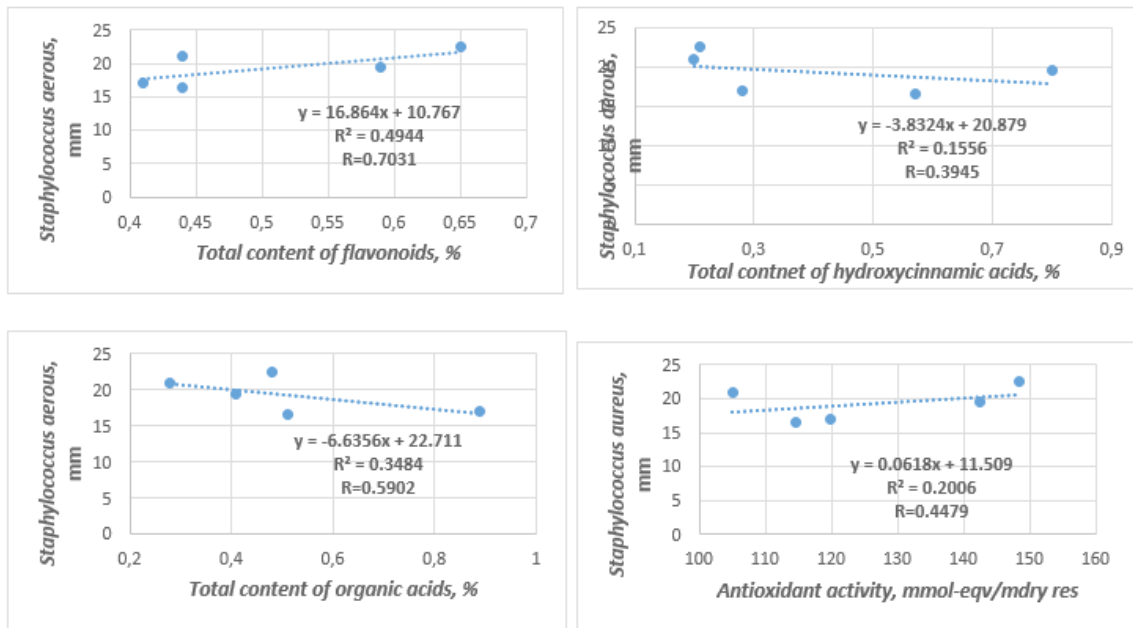 Staphylococcus aerous,
mm
25
20
15
10
5
0
y = 16.864x + 10.767
R² = 0.4944
R=0.7031
0,4 0,45 0,5 0,55 0,6 0,65 0,7
Total content of flavonoids, %
Staphylococcus aerous,
mm
25
20
15
10
5
0
y = -3.8324x + 20.879
R² = 0.1556
R=0.3945
0,1 0,3 0,5 0,7 0,9
Total contnet of hydroxycinnamic acids, %
Staphylococcus aerous,
mm
25
20
15
10
5
0
y = -6.6356x + 22.711
R² = 0.3484
R=0.5902
0,2 0,4 0,6 0,8 1
Total content of organic acids, %
Staphylococcus aureus,
mm
25
20
15
10
5
0
y = 0.0618x + 11.509
R² = 0.2006
R=0.4479
100 110 120 130 140 150 160
Antioxidant activity, mmol-eqv/mdry res